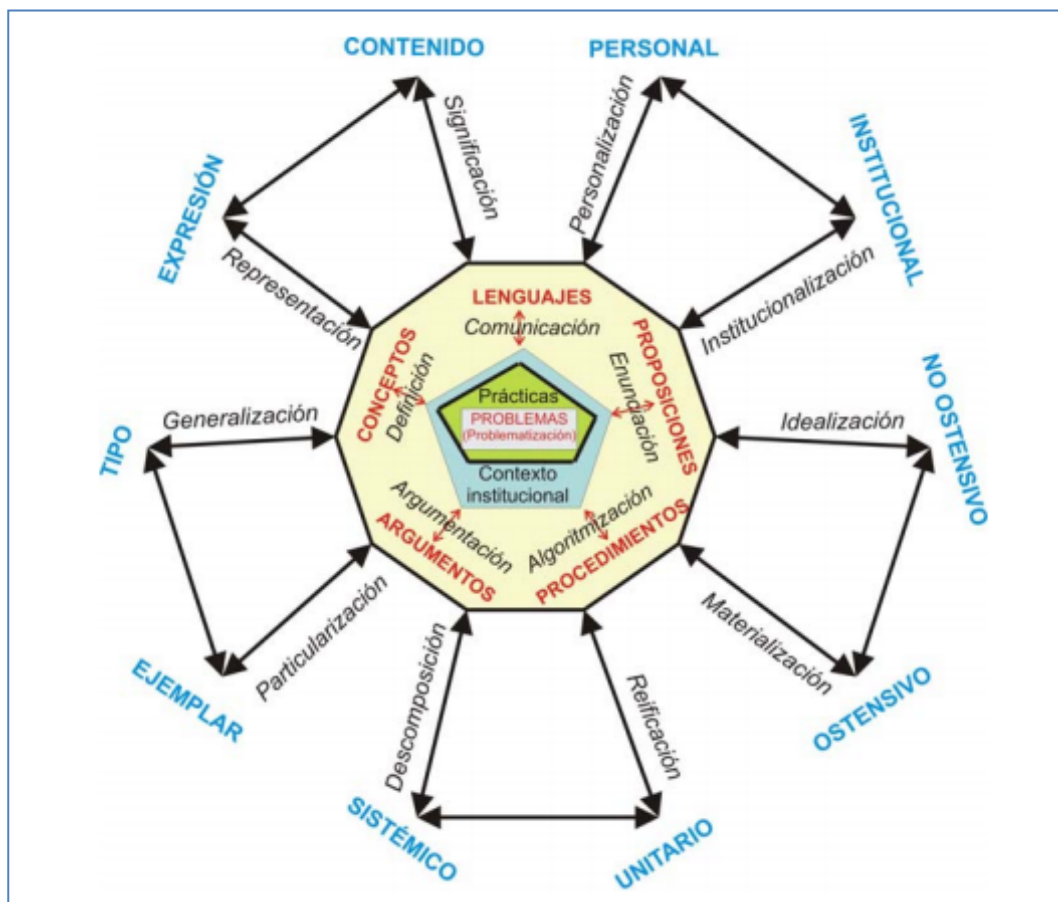 CONTENIDO
PERSONAL
Significación
Personalización
EXPRESIÓN
INSTITUCIONAL
Representación
Institucionalización
LENGUAJES
Comunicación
CONCEPTOS
Definición
PROPOSICIONES
Enunciación
Prácticas
PROBLEMAS
(Problematización)
Contexto
institucional
TIPO
Generalización
Idealización
NO OSTENSIVO
Argumentación
ARGUMENTOS
Algoritmización
PROCEDIMIENTOS
EJEMPLAR
Particularización
Materialización
OSTENSIVO
Descomposición
Reificación
SISTÉMICO
UNITARIO